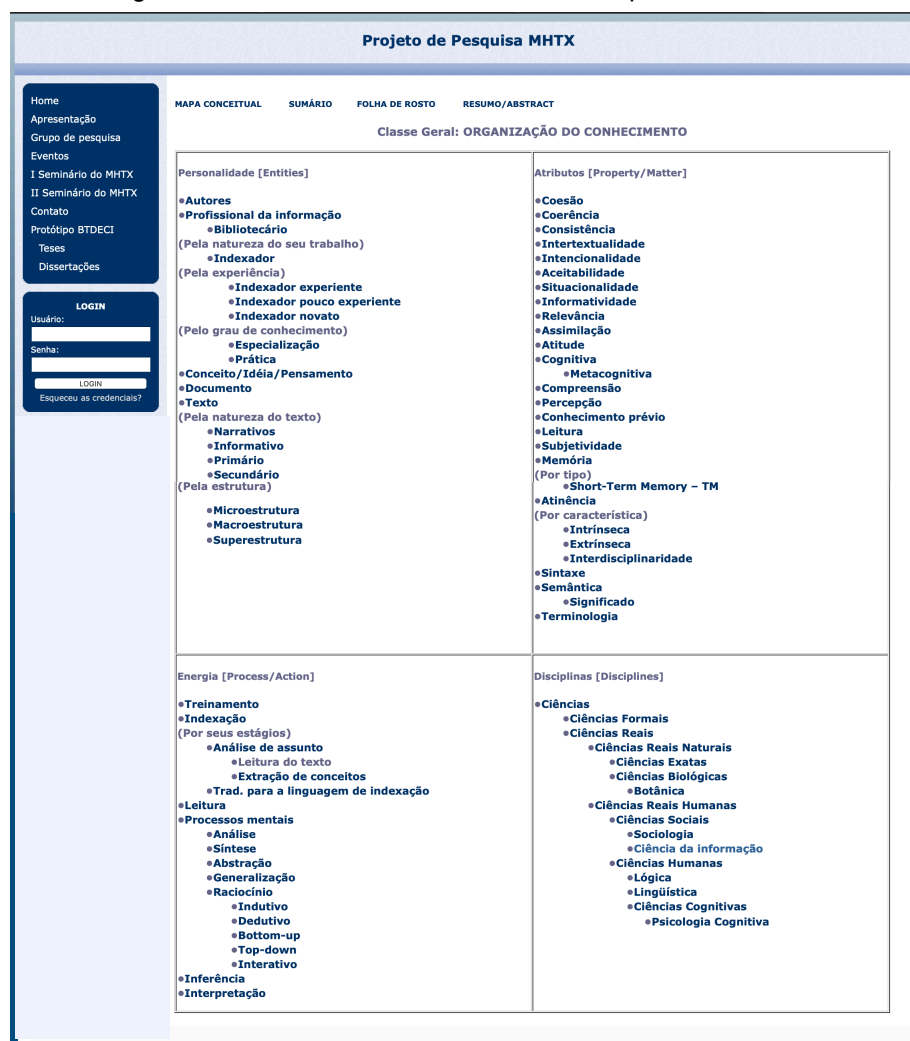 Projeto de Pesquisa MHTX
Home
Apresentação
Grupo de pesquisa
Eventos
I Seminário do MHTX
II Seminário do MHTX
Contato
Protótipo BTDECI
Teses
Dissertações
LOGIN
Usuário:
Senha:
LOGIN
Esqueceu as credenciais?
MAPA CONCEITUAL SUMÁRIO FOLHA DE ROSTO RESUMO/ABSTRACT
Classe Geral: ORGANIZAÇÃO DO CONHECIMENTO
Personalidade [Entities]
•Autores
•Profissional da informação
•Bibliotecário
(Pela natureza do seu trabalho)
•Indexador
(Pela experiência)
•Indexador experiente
•Indexador pouco experiente
•Indexador novato
(Pelo grau de conhecimento)
•Especialização
•Prática
•Conceito/Idéia/Pensamento
•Documento
•Texto
(Pela natureza do texto)
•Narrativos
•Informativo
•Primário
•Secundário
(Pela estrutura)
•Microestrutura
•Macroestrutura
•Superestrutura
Atributos [Property/Matter]
•Coesão
•Coerência
•Consistência
•Intertextualidade
•Intencionalidade
•Aceitabilidade
•Situacionalidade
•Informatividade
•Relevância
•Assimilação
•Atitude
•Cognitiva
•Metacognitiva
•Compreensão
•Percepção
•Conhecimento prévio
•Leitura
•Subjetividade
•Memória
(Por tipo)
•Short-Term Memory – TM
•Atinência
(Por característica)
•Intrínseca
•Extrínseca
•Interdisciplinaridade
•Sintaxe
•Semântica
•Significado
•Terminologia
Energia [Process/Action]
•Treinamento
•Indexação
(Por seus estágios)
•Análise de assunto
•Leitura do texto
•Extração de conceitos
•Trad. para a linguagem de indexação
•Leitura
•Processos mentais
•Análise
•Síntese
•Abstração
•Generalização
•Raciocínio
•Indutivo
•Dedutivo
•Bottom-up
•Top-down
•Interativo
•Inferência
•Interpretação
Disciplinas [Disciplines]
•Ciências
•Ciências Formais
•Ciências Reais
•Ciências Reais Naturais
•Ciências Exatas
•Ciências Biológicas
•Botânica
•Ciências Reais Humanas
•Ciências Sociais
•Sociologia
•Ciência da informação
•Ciências Humanas
•Lógica
•Lingüística
•Ciências Cognitivas
•Psicologia Cognitiva